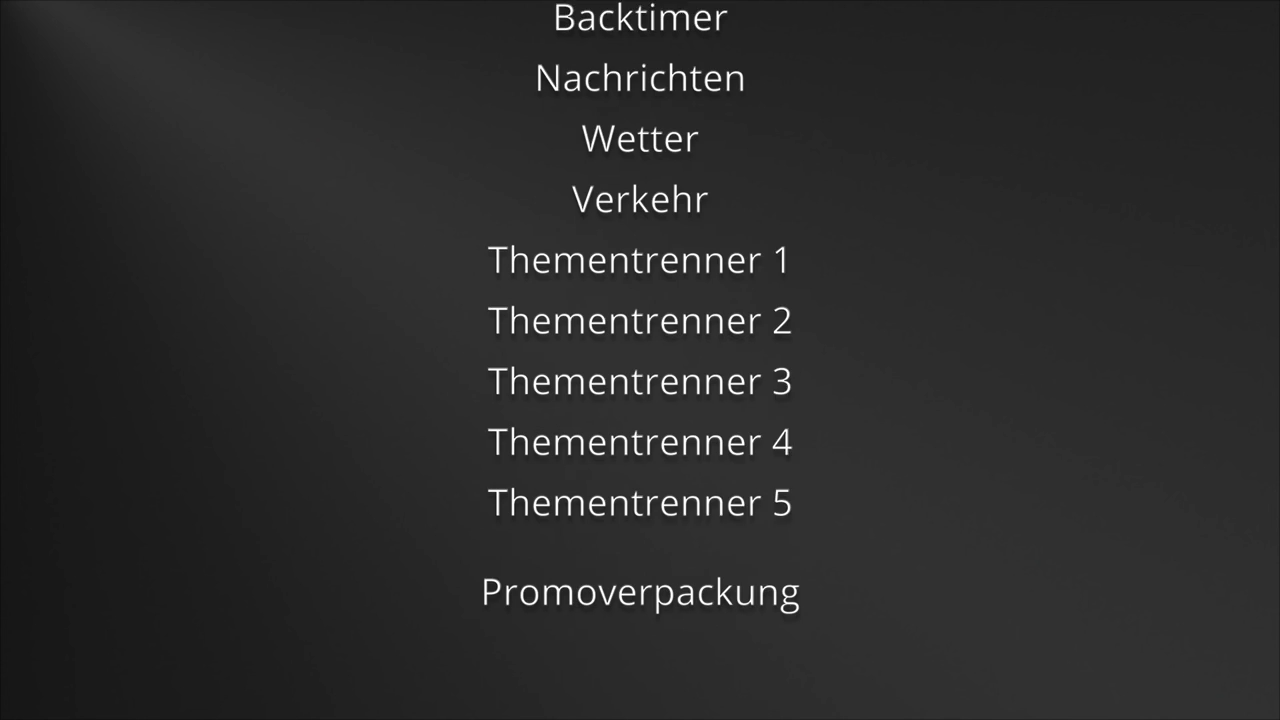 Backtimer
Nachrichten
Wetter
Verkehr
Thementrenner 1
Thementrenner 2
Thementrenner 3
Thementrenner 4
Thementrenner 5
Promoverpackung